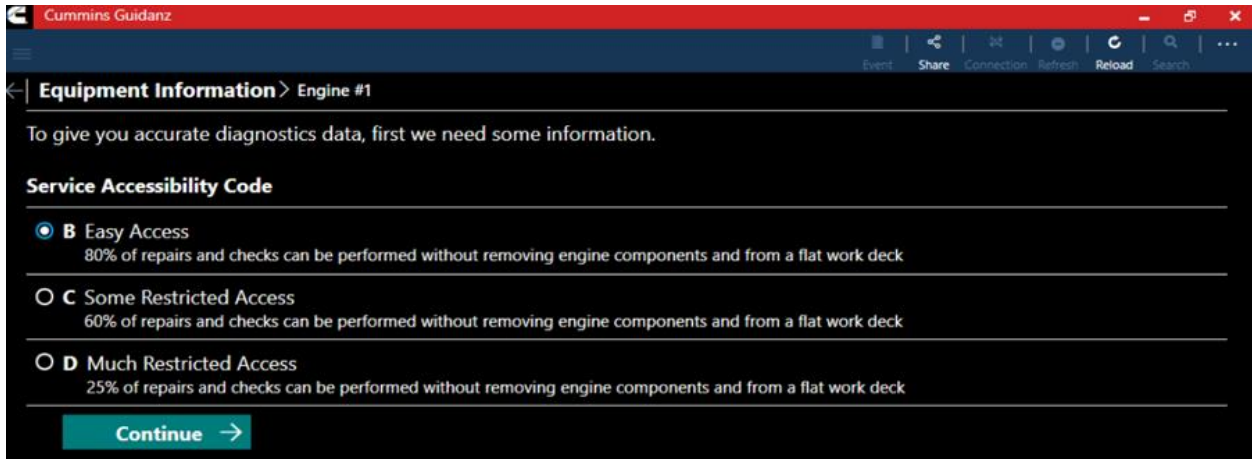 Cummins Guidanz
Event Share Connection Refresh Reload Search
Equipment Information > Engine #1
To give you accurate diagnostics data, first we need some information.
Service Accessibility Code
B Easy Access
80% of repairs and checks can be performed without removing engine components and from a flat work deck
C Some Restricted Access
60% of repairs and checks can be performed without removing engine components and from a flat work deck
D Much Restricted Access
25% of repairs and checks can be performed without removing engine components and from a flat work deck
Continue →